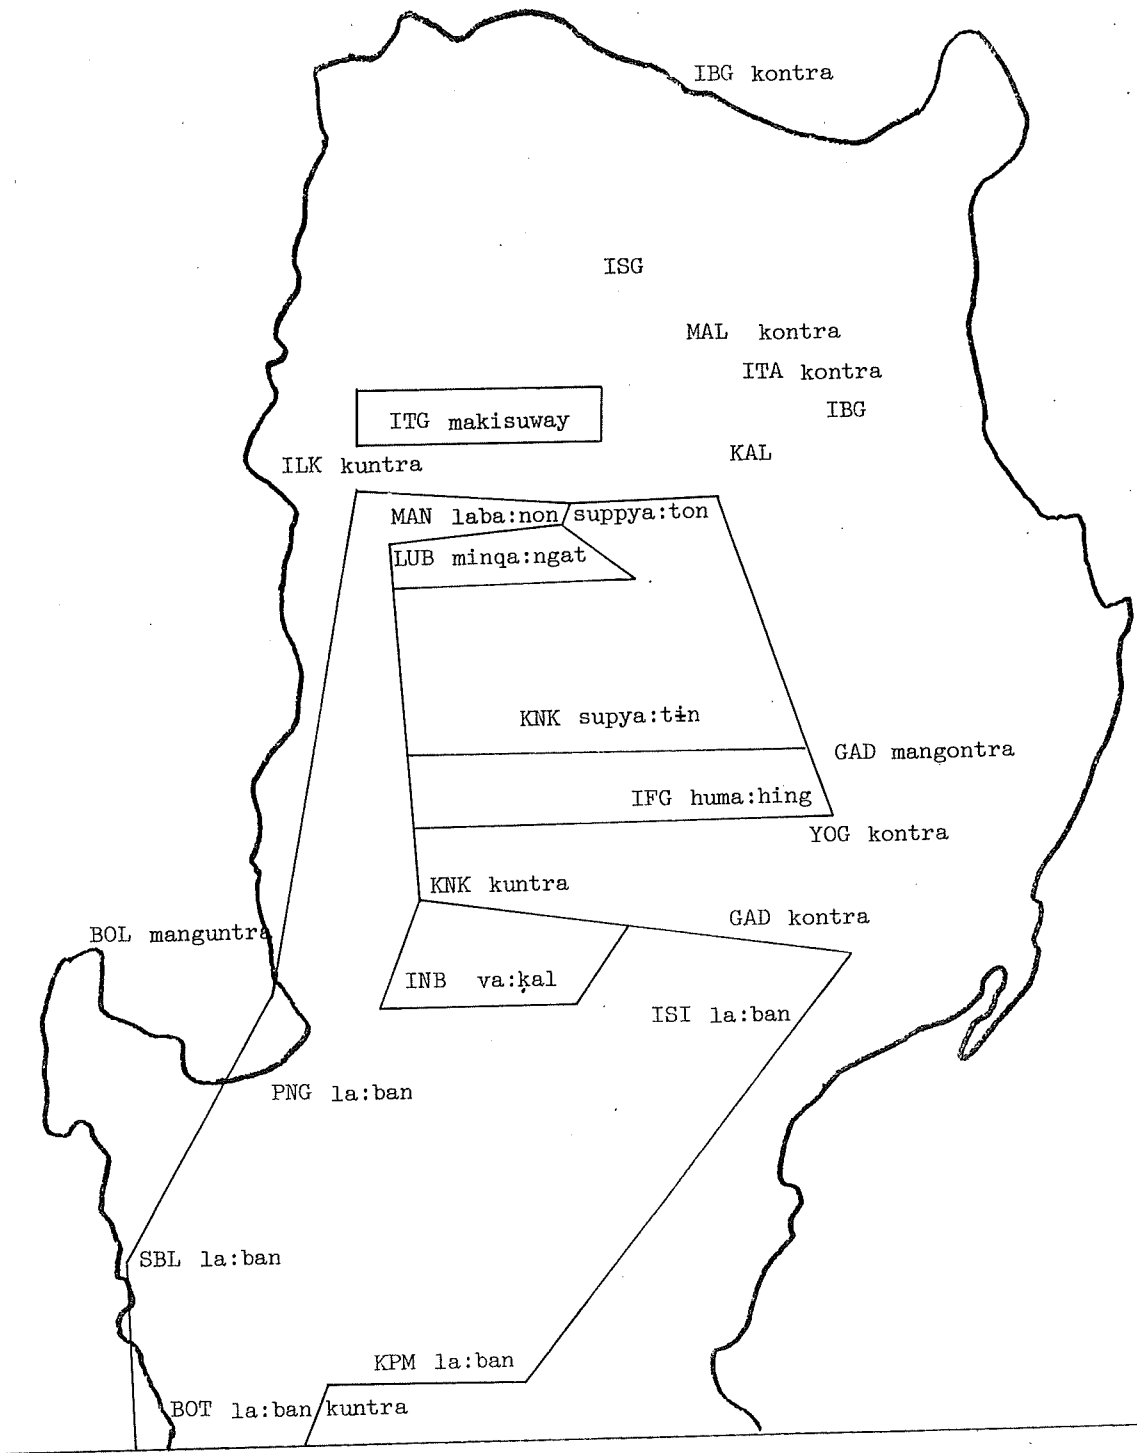 IBG kontra
ISG
MAL kontra
ITA kontra
IBG
ITG makisuway
KAL
ILK kuntra
MAN laba:non/suppya:ton
LUB minqa:ngat
KNK supya:tɨn
GAD mangontra
IFG huma:hing
YOG kontra
KNK kuntra
GAD kontra
BOL manguntra
INB va:ḳal
ISI la:ban
PNG la:ban
SBL la:ban
KPM la:ban
BOT la:ban/kuntra